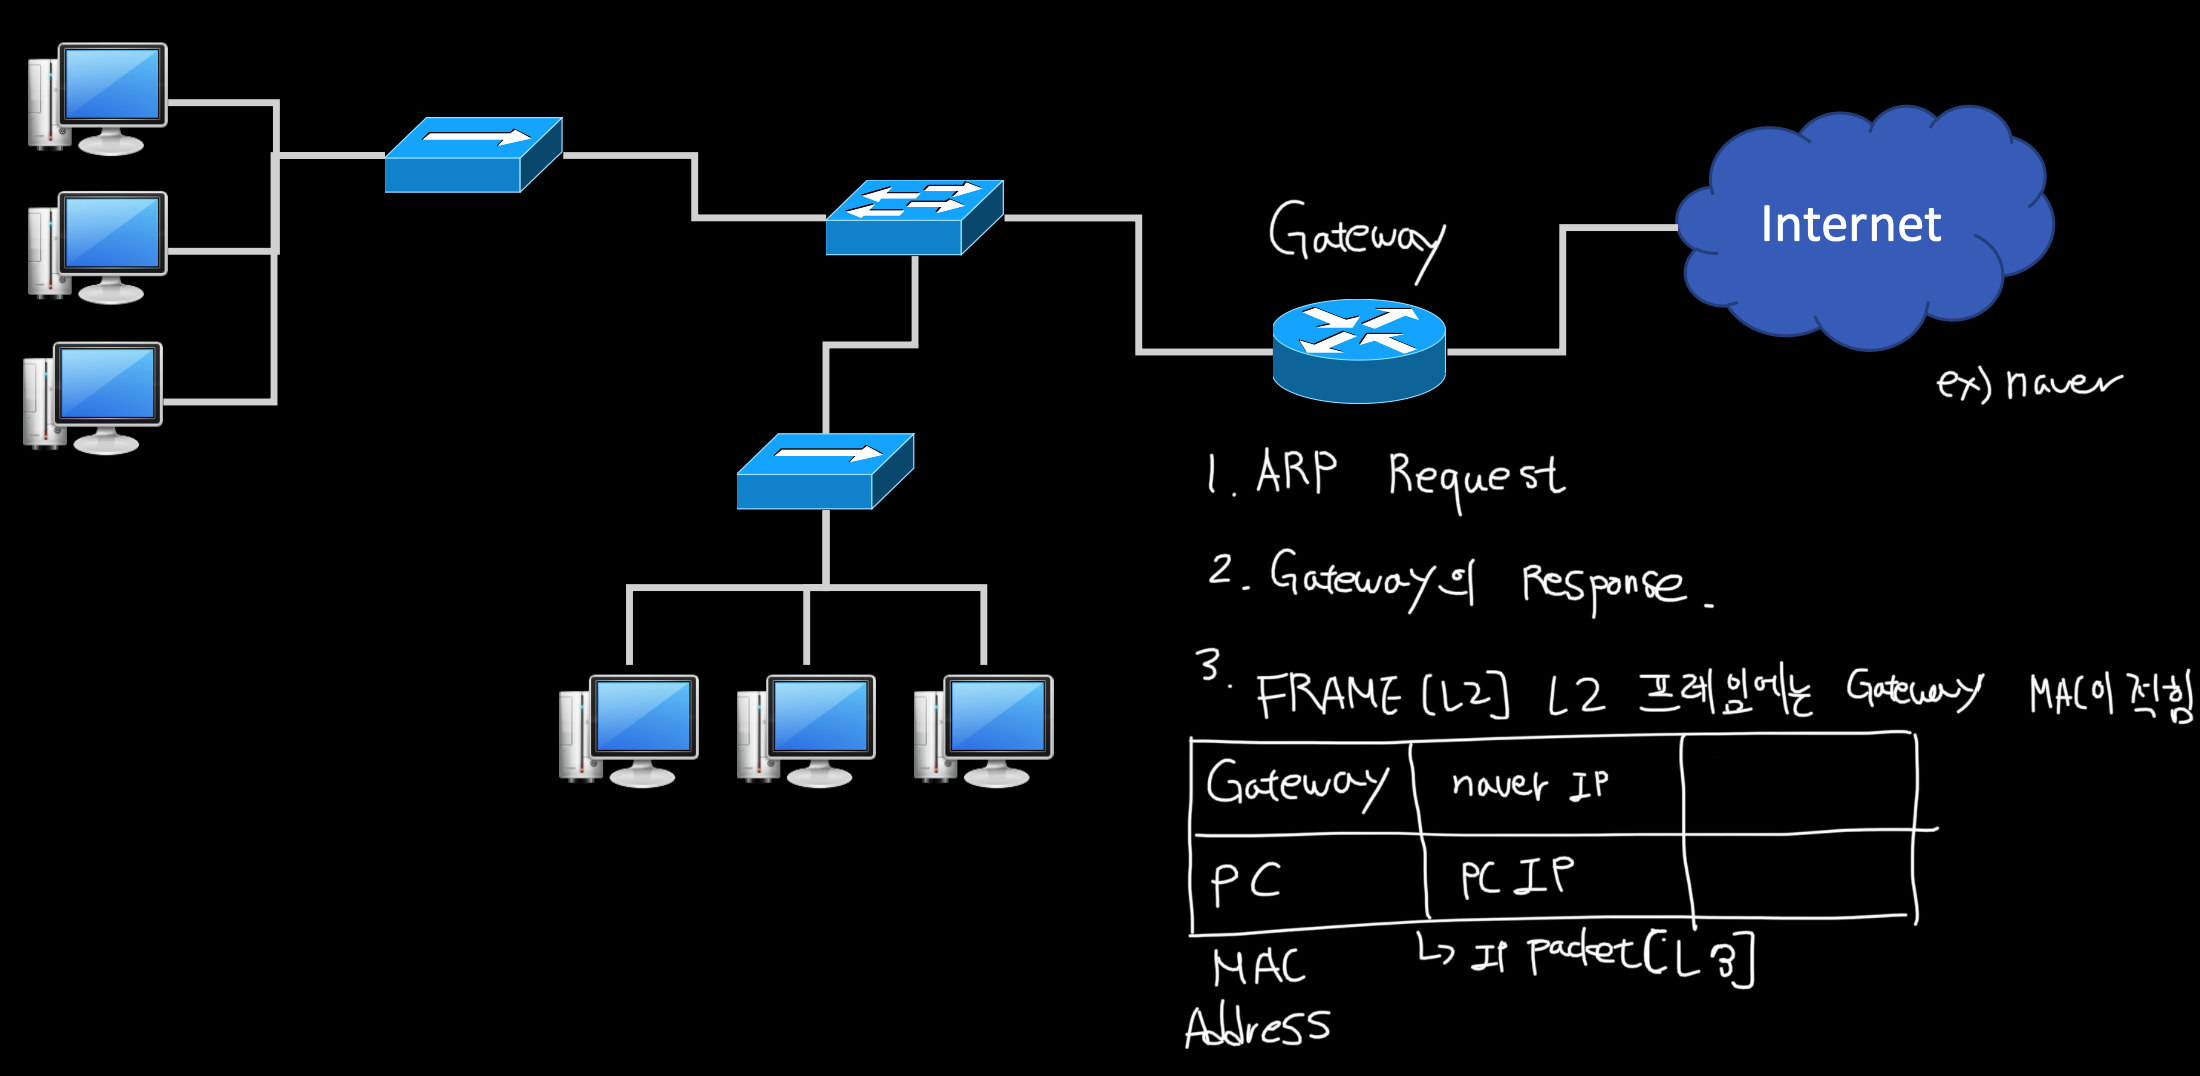 Gateway
Internet
ex) naver
1. ARP Request
2. Gateway의 Response.
3. FRAME [L2] L2 프레임에는 Gateway MAC이 적힘
Gateway naver IP
PC PC IP
MAC Address
↳ IP packet [L3]